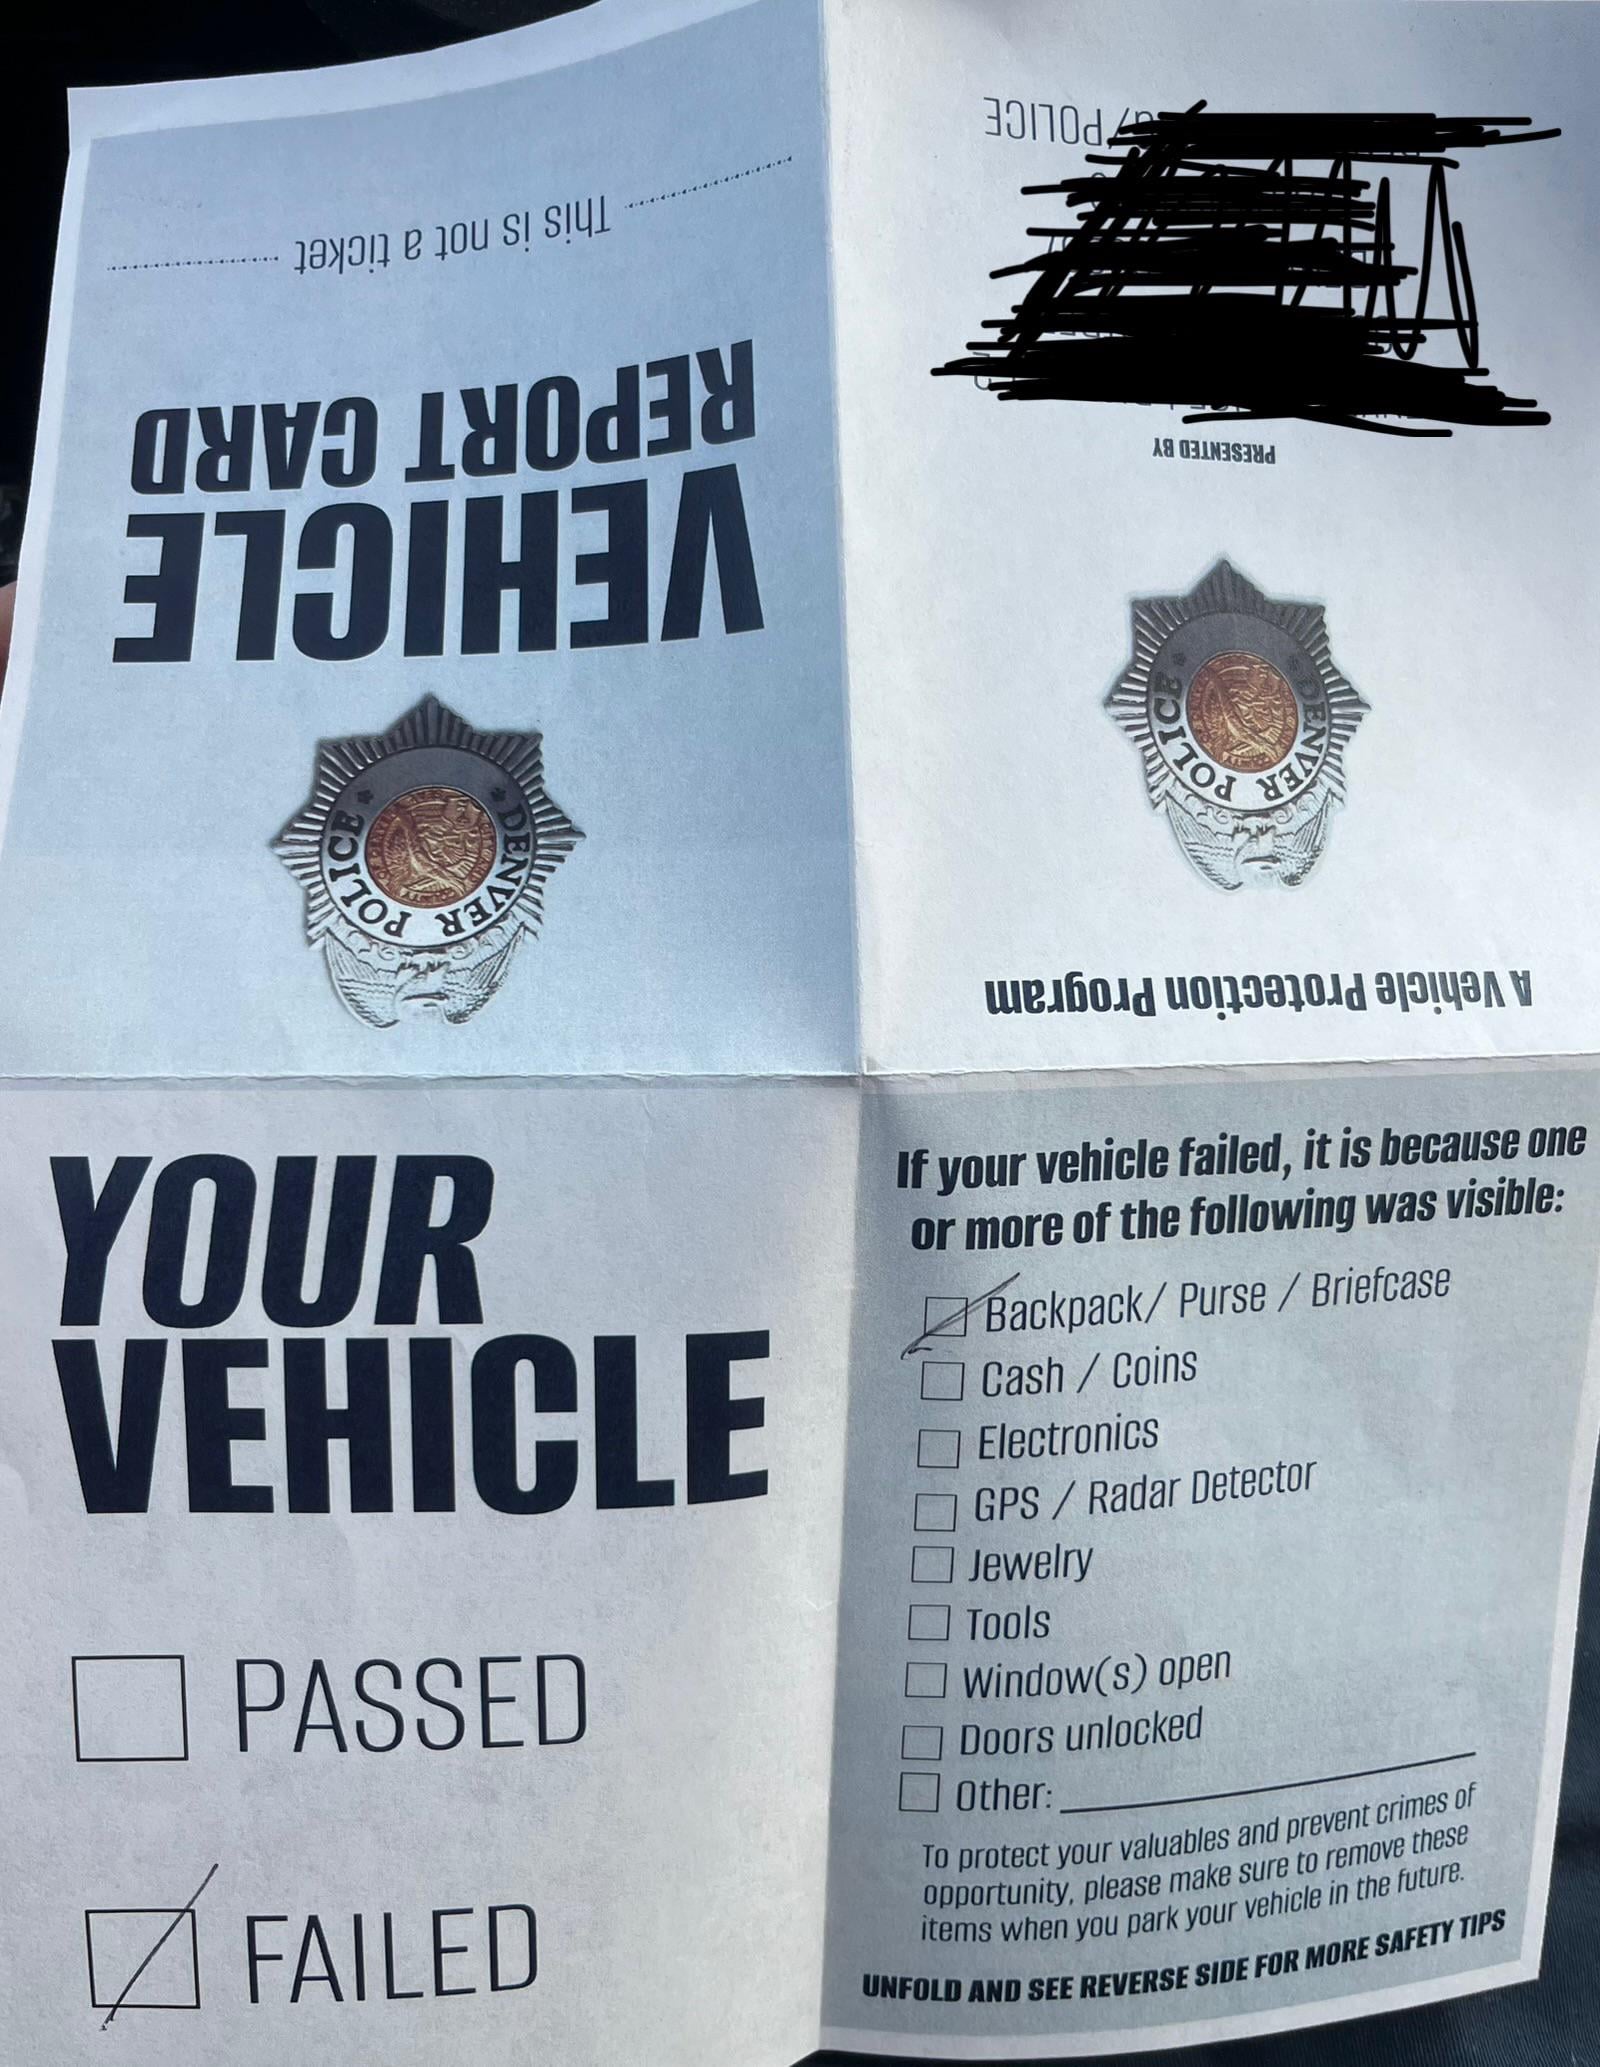 This is not a ticket
VEHICLE
REPORT CARD
DENVER POLICE
PRESENTED BY
/POLICE
DENVER POLICE
A Vehicle Protection Program
YOUR
VEHICLE
PASSED
FAILED
If your vehicle failed, it is because one
or more of the following was visible:
Backpack/ Purse / Briefcase
Cash / Coins
Electronics
GPS / Radar Detector
Jewelry
Tools
Window(s) open
Doors unlocked
Other:
To protect your valuables and prevent crimes of
opportunity, please make sure to remove these
items when you park your vehicle in the future.
UNFOLD AND SEE REVERSE SIDE FOR MORE SAFETY TIPS